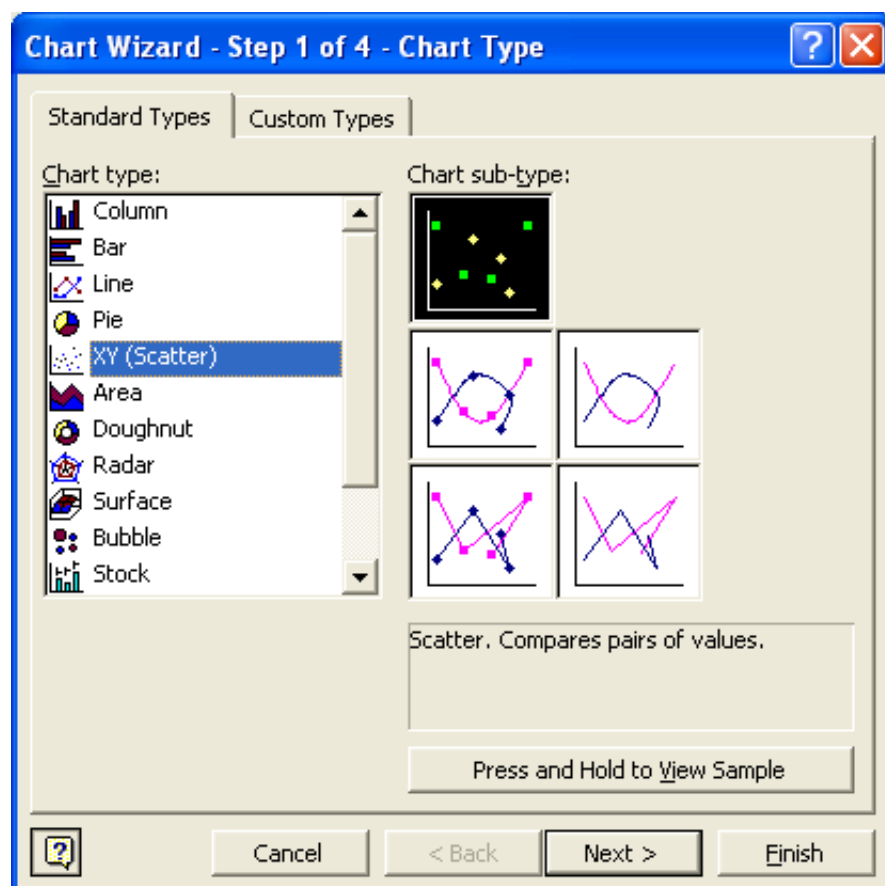 Chart Wizard - Step 1 of 4 - Chart Type
Standard Types
Custom Types
Chart type:
Column
Bar
Line
Pie
XY (Scatter)
Area
Doughnut
Radar
Surface
Bubble
Stock
Chart sub-type:
Scatter. Compares pairs of values.
Press and Hold to View Sample
Cancel
< Back
Next >
Finish